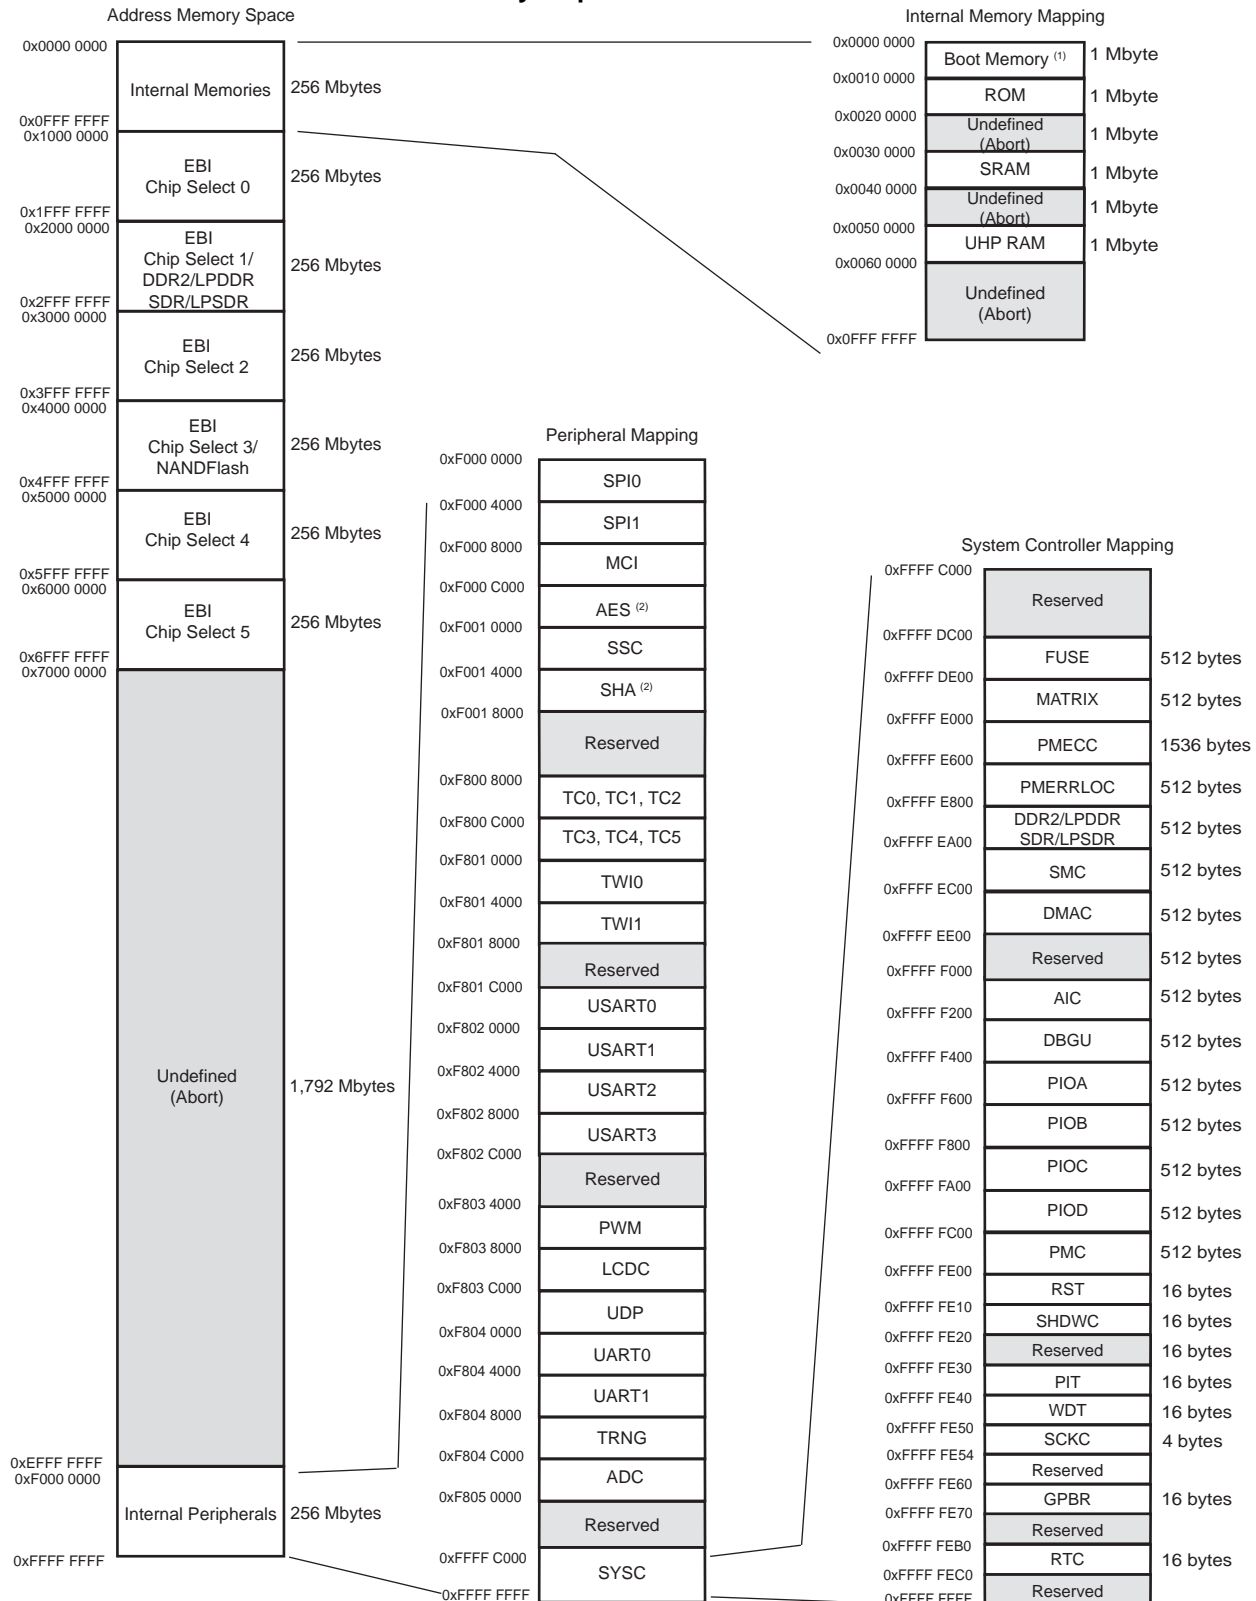 Address Memory Space
0x0000 0000
Internal Memories
256 Mbytes
0x0FFF FFFF
0x1000 0000
EBI
Chip Select 0
256 Mbytes
0x1FFF FFFF
0x2000 0000
EBI
Chip Select 1/
DDR2/LPDDR
SDR/LPSDR
256 Mbytes
0x2FFF FFFF
0x3000 0000
EBI
Chip Select 2
256 Mbytes
0x3FFF FFFF
0x4000 0000
EBI
Chip Select 3/
NANDFlash
256 Mbytes
0x4FFF FFFF
0x5000 0000
EBI
Chip Select 4
256 Mbytes
0x5FFF FFFF
0x6000 0000
EBI
Chip Select 5
256 Mbytes
0x6FFF FFFF
0x7000 0000
Undefined
(Abort)
1,792 Mbytes
0xEFFF FFFF
0xF000 0000
Internal Peripherals
256 Mbytes
0xFFFF FFFF
Internal Memory Mapping
0x0000 0000
Boot Memory (1)
1 Mbyte
0x0010 0000
ROM
1 Mbyte
0x0020 0000
Undefined
(Abort)
1 Mbyte
0x0030 0000
SRAM
1 Mbyte
0x0040 0000
Undefined
(Abort)
1 Mbyte
0x0050 0000
UHP RAM
1 Mbyte
0x0060 0000
Undefined
(Abort)
0x0FFF FFFF
Peripheral Mapping
0xF000 0000
SPI0
0xF000 4000
SPI1
0xF000 8000
MCI
0xF000 C000
AES (2)
0xF001 0000
SSC
0xF001 4000
SHA (2)
0xF001 8000
Reserved
0xF800 8000
TC0, TC1, TC2
0xF800 C000
TC3, TC4, TC5
0xF801 0000
TWI0
0xF801 4000
TWI1
0xF801 8000
Reserved
0xF801 C000
USART0
0xF802 0000
USART1
0xF802 4000
USART2
0xF802 8000
USART3
0xF802 C000
Reserved
0xF803 4000
PWM
0xF803 8000
LCDC
0xF803 C000
UDP
0xF804 0000
UART0
0xF804 4000
UART1
0xF804 8000
TRNG
0xF804 C000
ADC
0xF805 0000
Reserved
0xFFFF C000
SYSC
0xFFFF FFFF
System Controller Mapping
0xFFFF C000
Reserved
0xFFFF DC00
FUSE
512 bytes
0xFFFF DE00
MATRIX
512 bytes
0xFFFF E000
PMECC
1536 bytes
0xFFFF E600
PMERRLOC
512 bytes
0xFFFF E800
DDR2/LPDDR
SDR/LPSDR
512 bytes
0xFFFF EA00
SMC
512 bytes
0xFFFF EC00
DMAC
512 bytes
0xFFFF EE00
Reserved
512 bytes
0xFFFF F000
AIC
512 bytes
0xFFFF F200
DBGU
512 bytes
0xFFFF F400
PIOA
512 bytes
0xFFFF F600
PIOB
512 bytes
0xFFFF F800
PIOC
512 bytes
0xFFFF FA00
PIOD
512 bytes
0xFFFF FC00
PMC
512 bytes
0xFFFF FE00
RST
16 bytes
0xFFFF FE10
SHDWC
16 bytes
0xFFFF FE20
Reserved
16 bytes
0xFFFF FE30
PIT
16 bytes
0xFFFF FE40
WDT
16 bytes
0xFFFF FE50
SCKC
4 bytes
0xFFFF FE54
Reserved
0xFFFF FE60
GPBR
16 bytes
0xFFFF FE70
Reserved
0xFFFF FEB0
RTC
16 bytes
0xFFFF FEC0
Reserved
0xFFFF FFFF